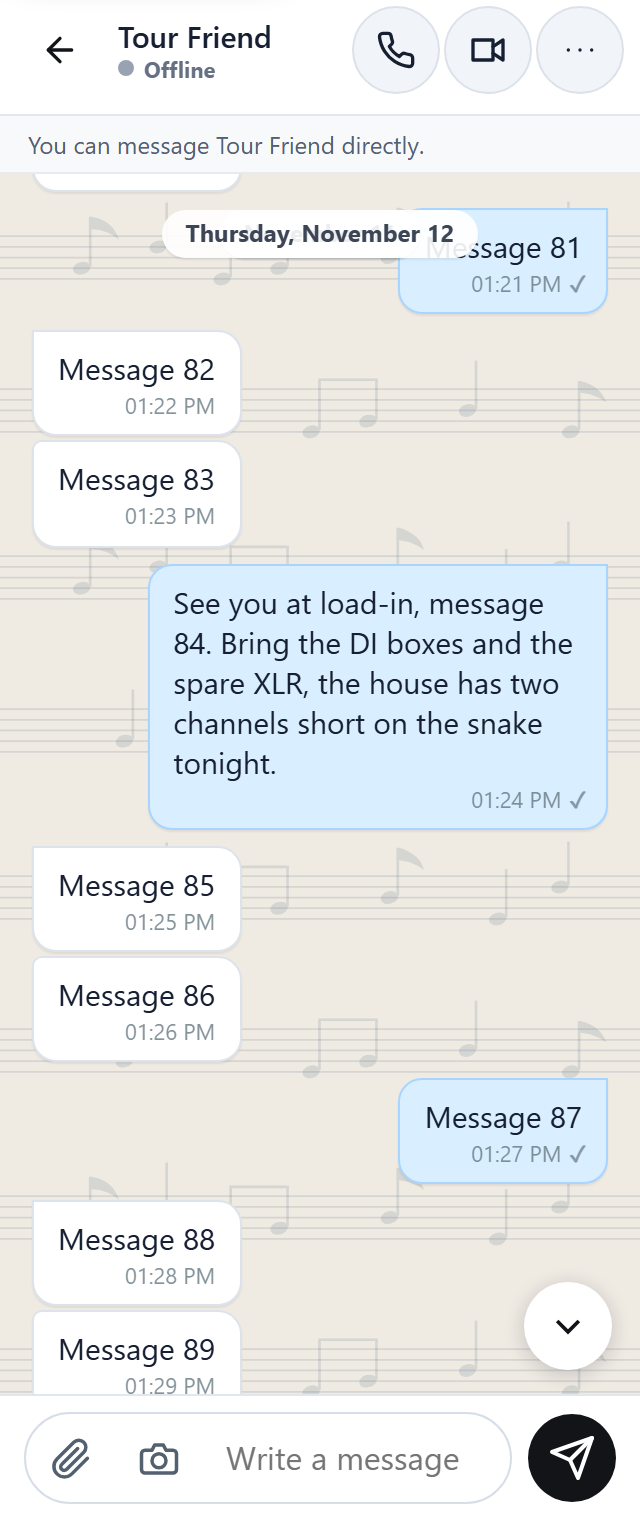 Tour Friend
Offline
You can message Tour Friend directly.
Thursday, November 12
Message 81
01:21 PM ✓
Message 82
01:22 PM
Message 83
01:23 PM
See you at load-in, message
84. Bring the DI boxes and the
spare XLR, the house has two
channels short on the snake
tonight.
01:24 PM ✓
Message 85
01:25 PM
Message 86
01:26 PM
Message 87
01:27 PM ✓
Message 88
01:28 PM
Message 89
01:29 PM
Write a message